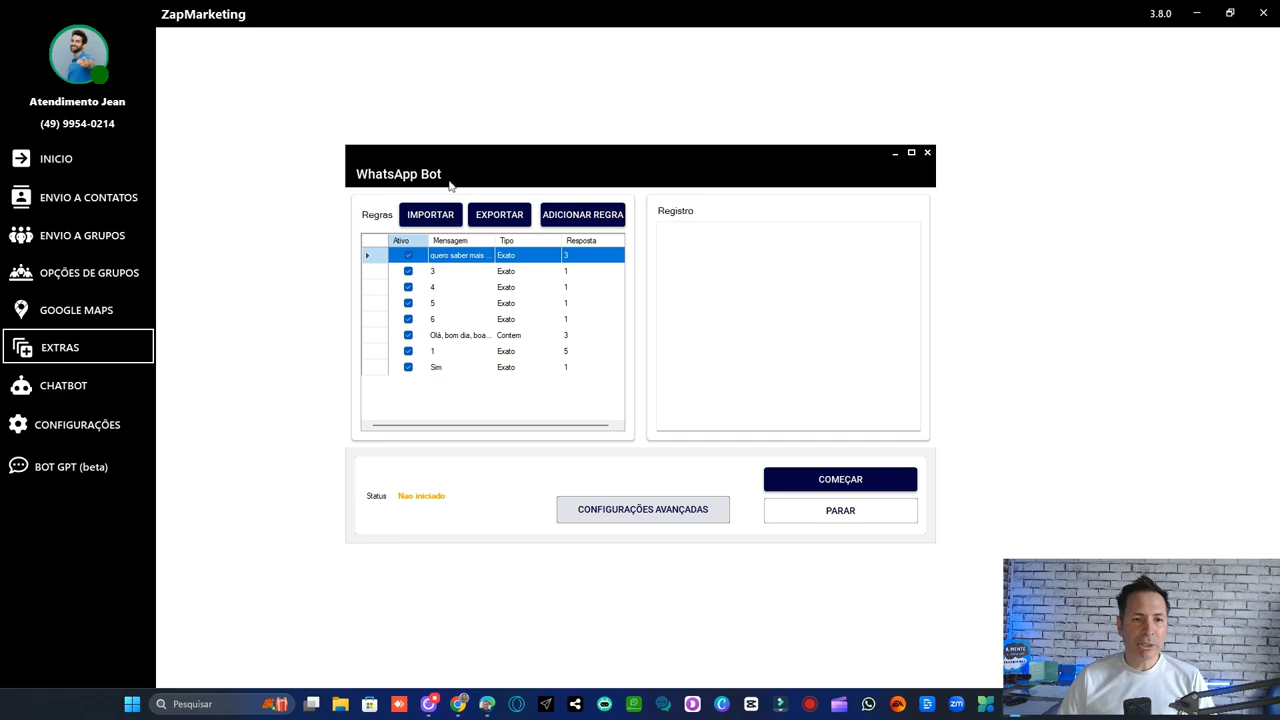 ZapMarketing
3.8.0
Atendimento Jean
(49) 9954-0214
INICIO
ENVIO A CONTATOS
ENVIO A GRUPOS
OPÇÕES DE GRUPOS
GOOGLE MAPS
EXTRAS
CHATBOT
CONFIGURAÇÕES
BOT GPT (beta)
WhatsApp Bot
Regras IMPORTAR EXPORTAR ADICIONAR REGRA
Ativo Mensagem Tipo Resposta
quero saber mais ... Exato 3
3 Exato 1
4 Exato 1
5 Exato 1
6 Exato 1
Olá, bom dia, boa... Contem 3
1 Exato 5
Sim Exato 1
Registro
Status Nao iniciado
CONFIGURAÇÕES AVANÇADAS
COMEÇAR
PARAR
A MENTE
Pesquisar
zm